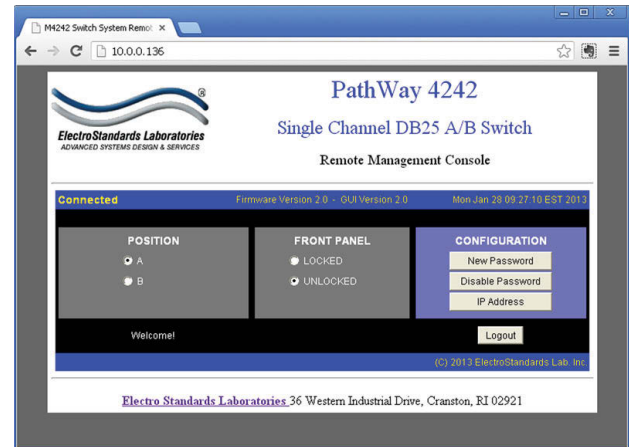 M4242 Switch System Remot
10.0.0.136
®
ElectroStandards Laboratories
ADVANCED SYSTEMS DESIGN & SERVICES
PathWay 4242
Single Channel DB25 A/B Switch
Remote Management Console
Connected Firmware Version 2.0 - GUI Version 2.0 Mon Jan 28 09:27:10 EST 2013
POSITION
A
B
FRONT PANEL
LOCKED
UNLOCKED
CONFIGURATION
New Password
Disable Password
IP Address
Welcome!
Logout
(C) 2013 ElectroStandards Lab. Inc.
Electro Standards Laboratories 36 Western Industrial Drive, Cranston, RI 02921